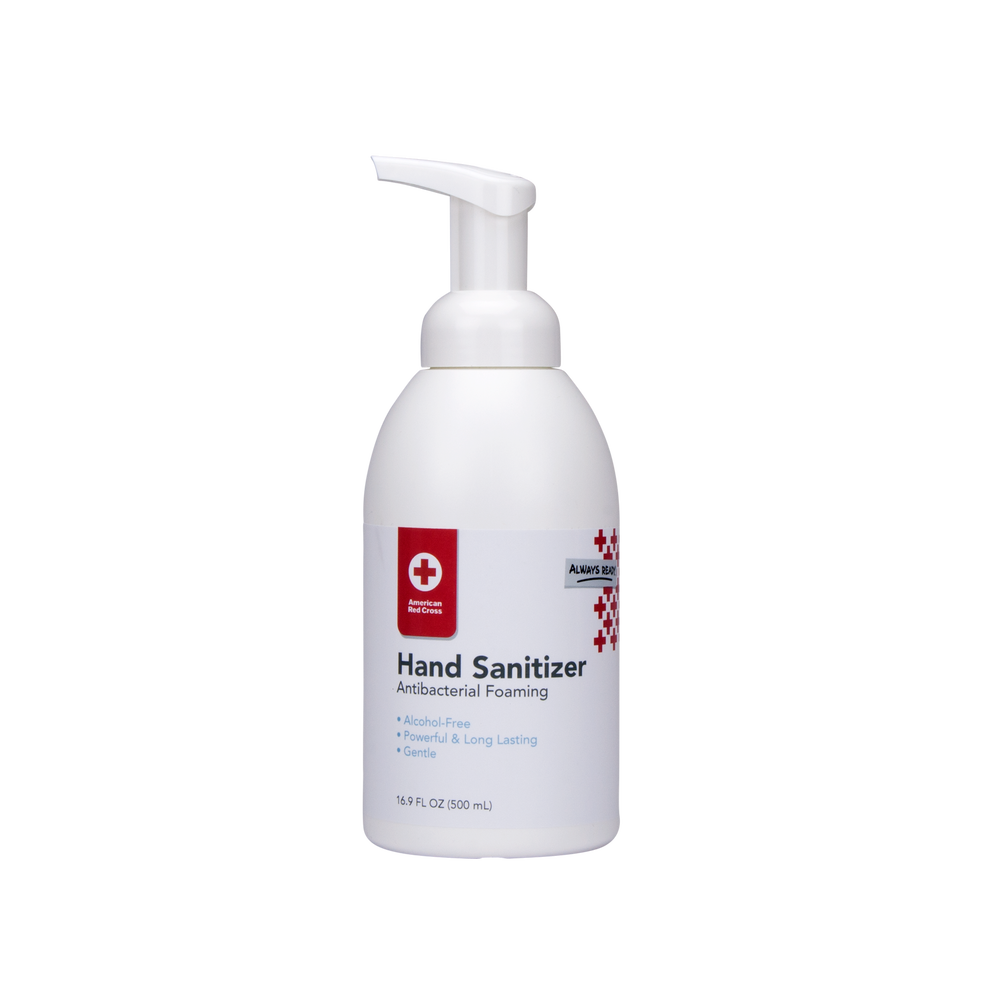 American
Red Cross
ALWAYS READY
Hand Sanitizer
Antibacterial Foaming
• Alcohol-Free
• Powerful & Long Lasting
• Gentle
16.9 FL OZ (500 mL)